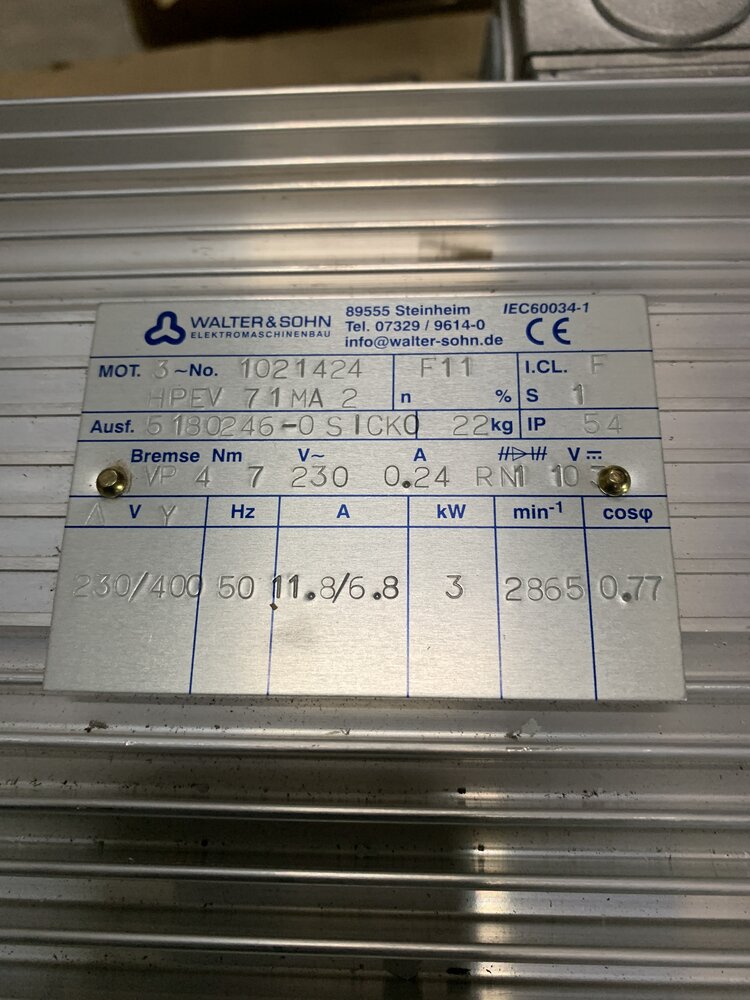 WALTER & SOHN
ELEKTROMASCHINENBAU
89555 Steinheim
Tel. 07329 / 9614-0
info@walter-sohn.de
IEC60034-1
CE
MOT. 3 ~No. 1021424 F11 I.CL. F
HPEV 71MA 2 n % S 1
Ausf. 5180246-0 SICKO 22 kg IP 54
Bremse Nm V~ A V
VP 4 7 230 0.24 RN1
Δ V Y Hz A kW min-1 cosφ
230/400 50 11.8/6.8 3 2865 0.77